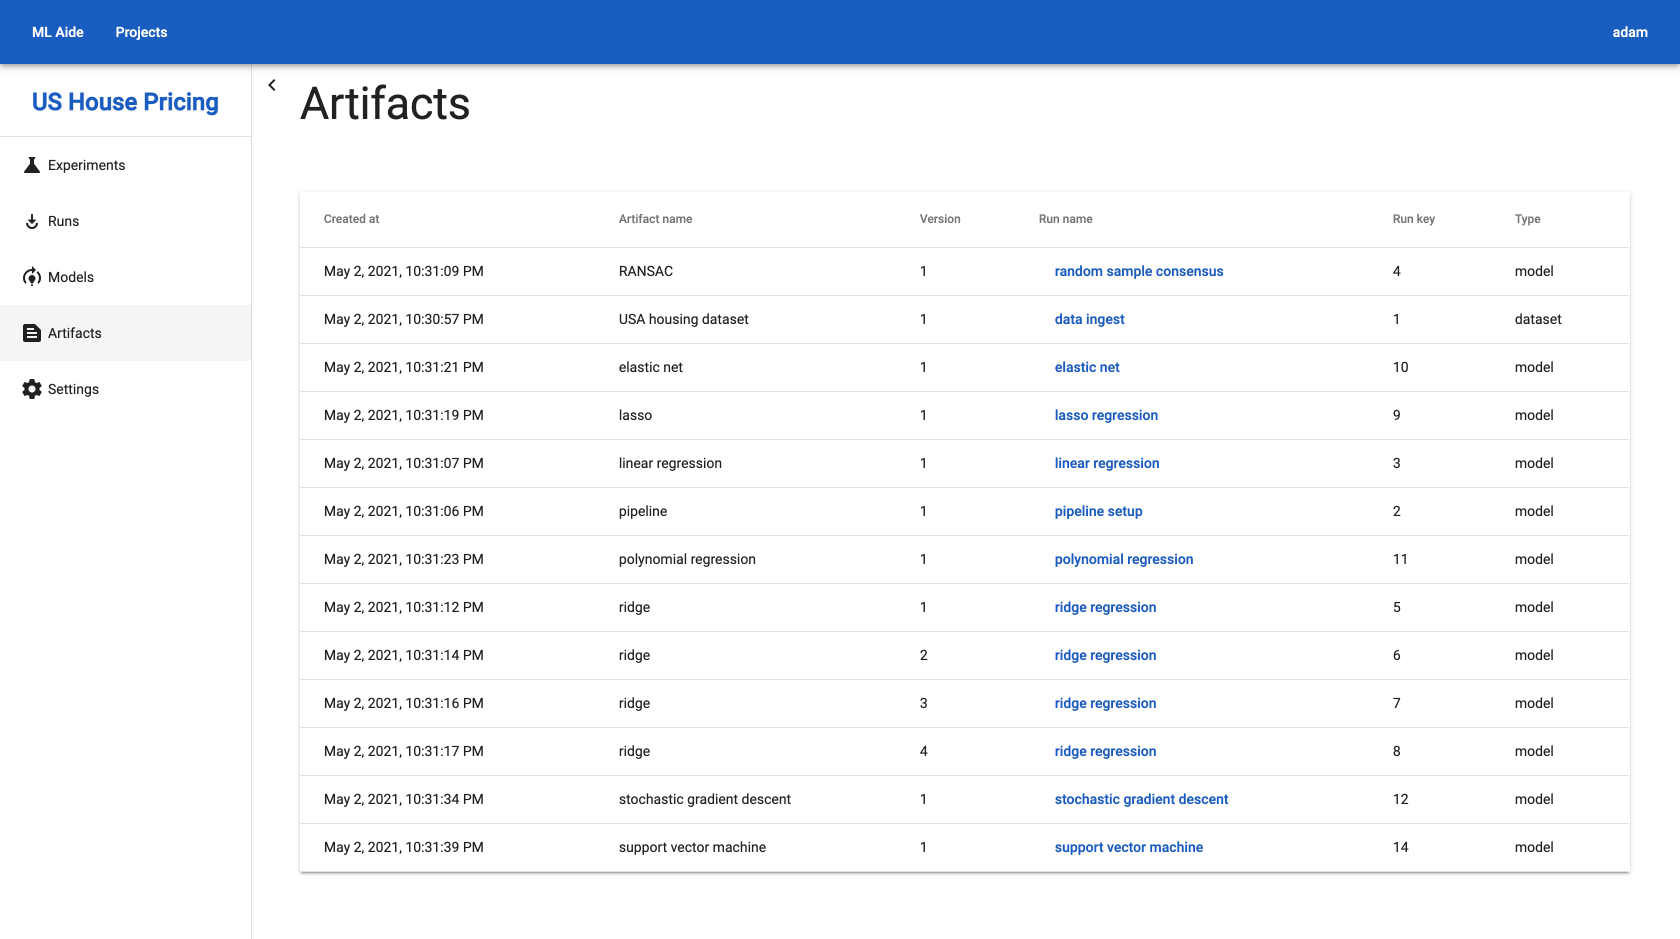 ML Aide Projects adam
US House Pricing
Experiments
Runs
Models
Artifacts
Settings
Artifacts
Created at Artifact name Version Run name Run key Type
May 2, 2021, 10:31:09 PM RANSAC 1 random sample consensus 4 model
May 2, 2021, 10:30:57 PM USA housing dataset 1 data ingest 1 dataset
May 2, 2021, 10:31:21 PM elastic net 1 elastic net 10 model
May 2, 2021, 10:31:19 PM lasso 1 lasso regression 9 model
May 2, 2021, 10:31:07 PM linear regression 1 linear regression 3 model
May 2, 2021, 10:31:06 PM pipeline 1 pipeline setup 2 model
May 2, 2021, 10:31:23 PM polynomial regression 1 polynomial regression 11 model
May 2, 2021, 10:31:12 PM ridge 1 ridge regression 5 model
May 2, 2021, 10:31:14 PM ridge 2 ridge regression 6 model
May 2, 2021, 10:31:16 PM ridge 3 ridge regression 7 model
May 2, 2021, 10:31:17 PM ridge 4 ridge regression 8 model
May 2, 2021, 10:31:34 PM stochastic gradient descent 1 stochastic gradient descent 12 model
May 2, 2021, 10:31:39 PM support vector machine 1 support vector machine 14 model